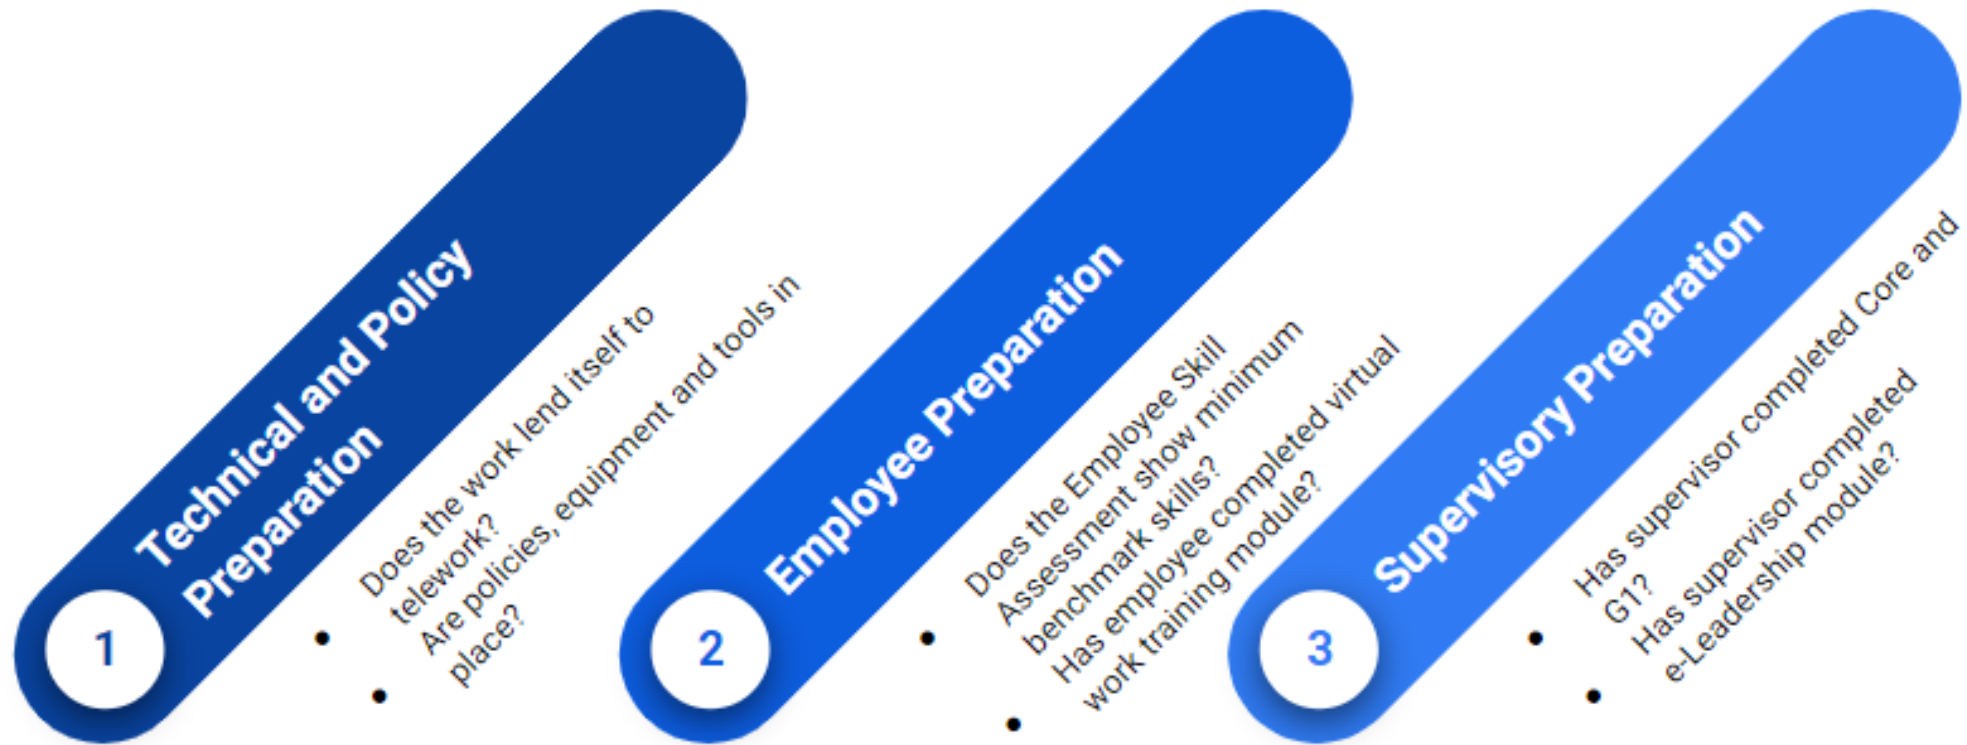 1
Technical and Policy
Preparation
• Does the work lend itself to
telework?
• Are policies, equipment and tools in
place?
2
Employee Preparation
• Does the Employee Skill
Assessment show minimum
benchmark skills?
• Has employee completed virtual
work training module?
3
Supervisory Preparation
• Has supervisor completed Core and
G1?
• Has supervisor completed
e-Leadership module?